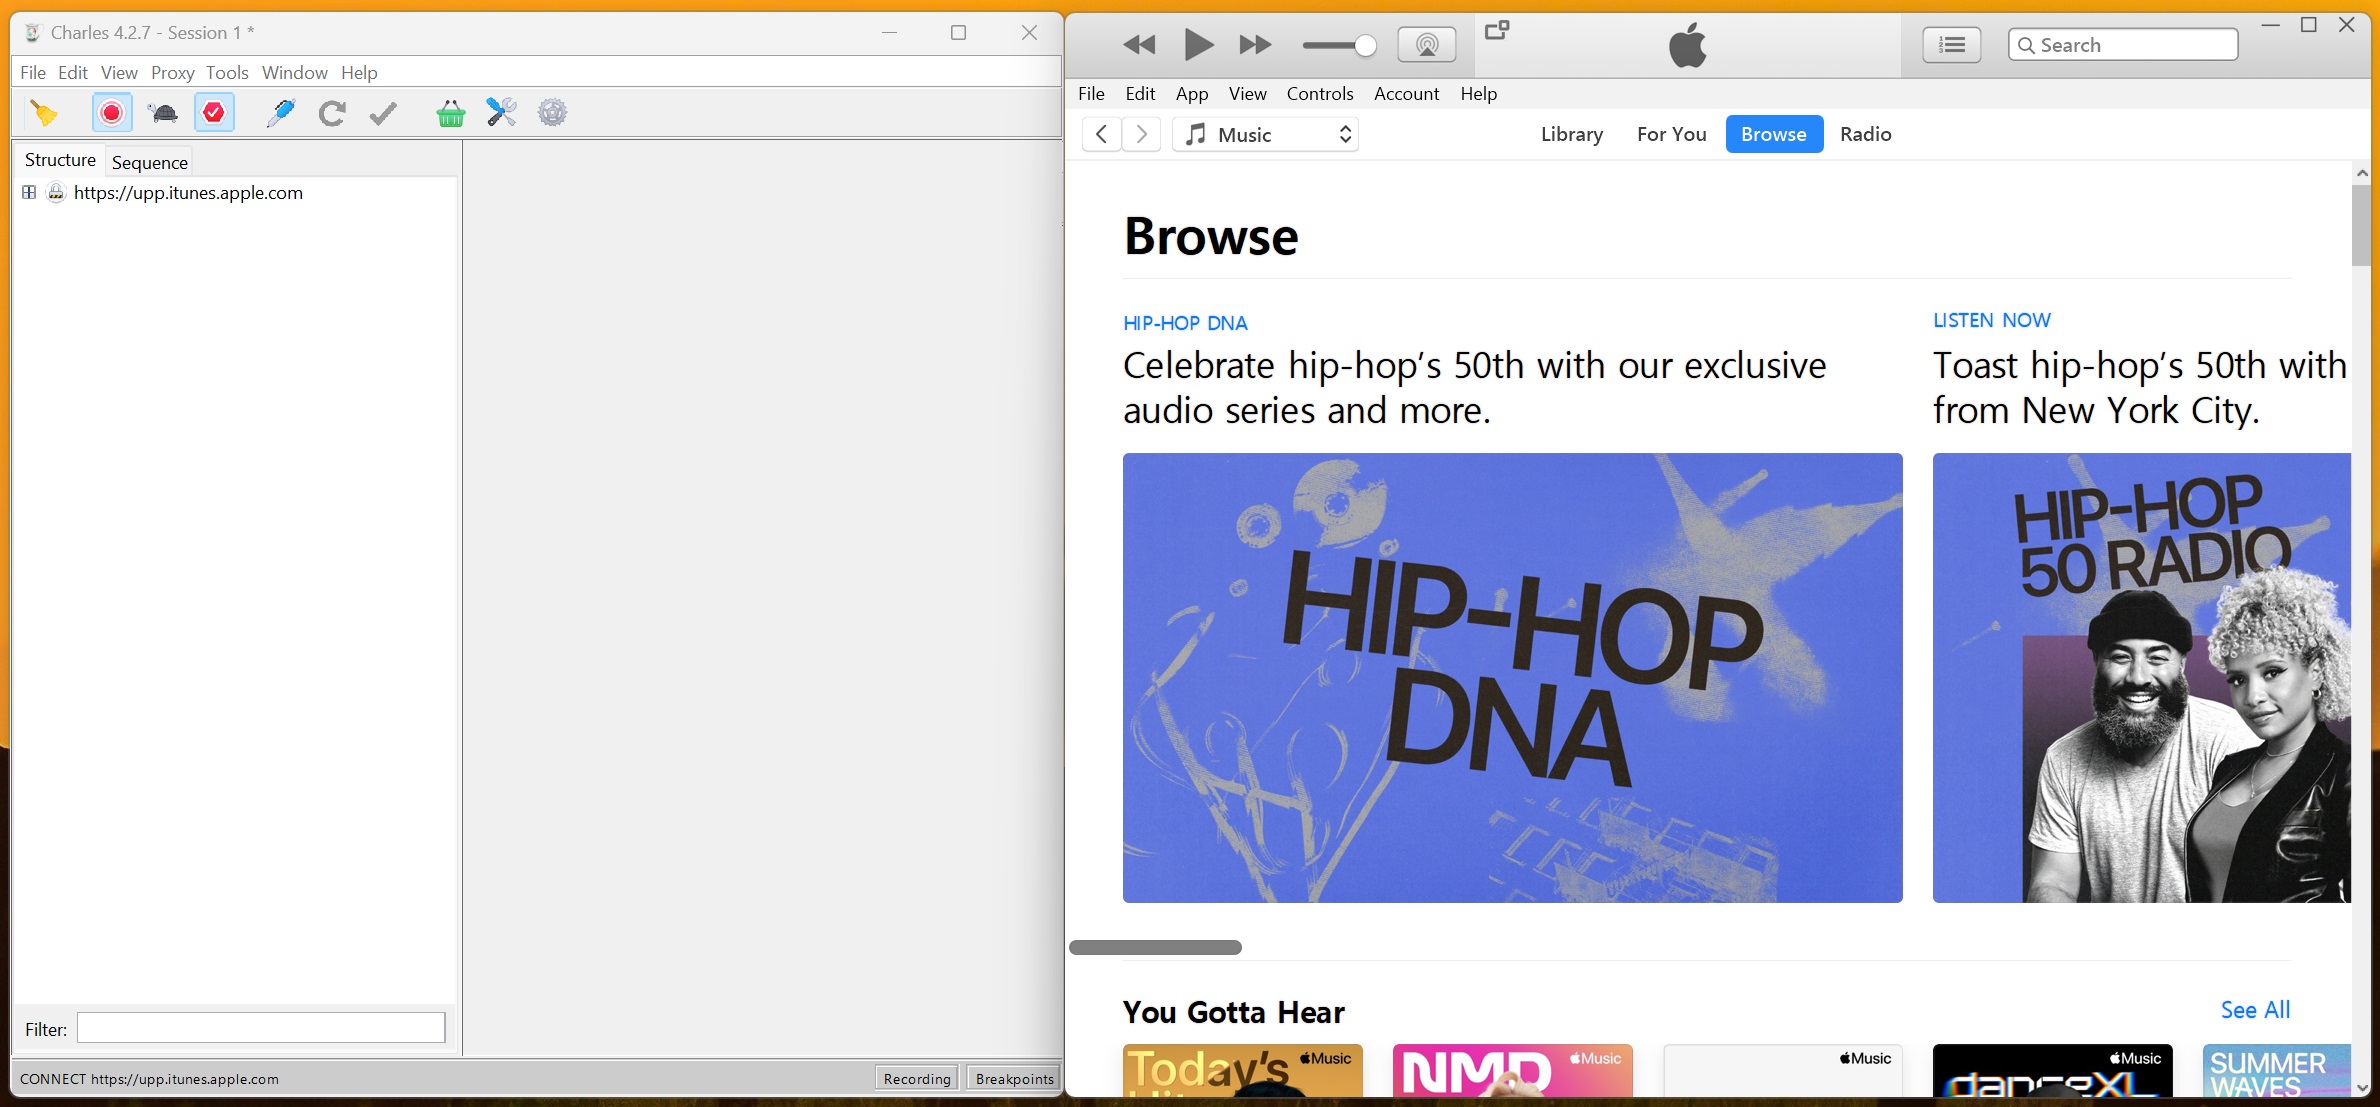 Charles 4.2.7 - Session 1 *
File Edit View Proxy Tools Window Help
Structure Sequence
https://upp.itunes.apple.com
Filter:
CONNECT https://upp.itunes.apple.com
Recording Breakpoints
Search
File Edit App View Controls Account Help
Music
Library For You Browse Radio
Browse
HIP-HOP DNA
Celebrate hip-hop’s 50th with our exclusive
audio series and more.
HIP-HOP
DNA
LISTEN NOW
Toast hip-hop’s 50th with
from New York City.
HIP-HOP
50 RADIO
You Gotta Hear
See All
Today's
Music
NMD
Music
Music
Music
danceXL
SUMMER
WAVES